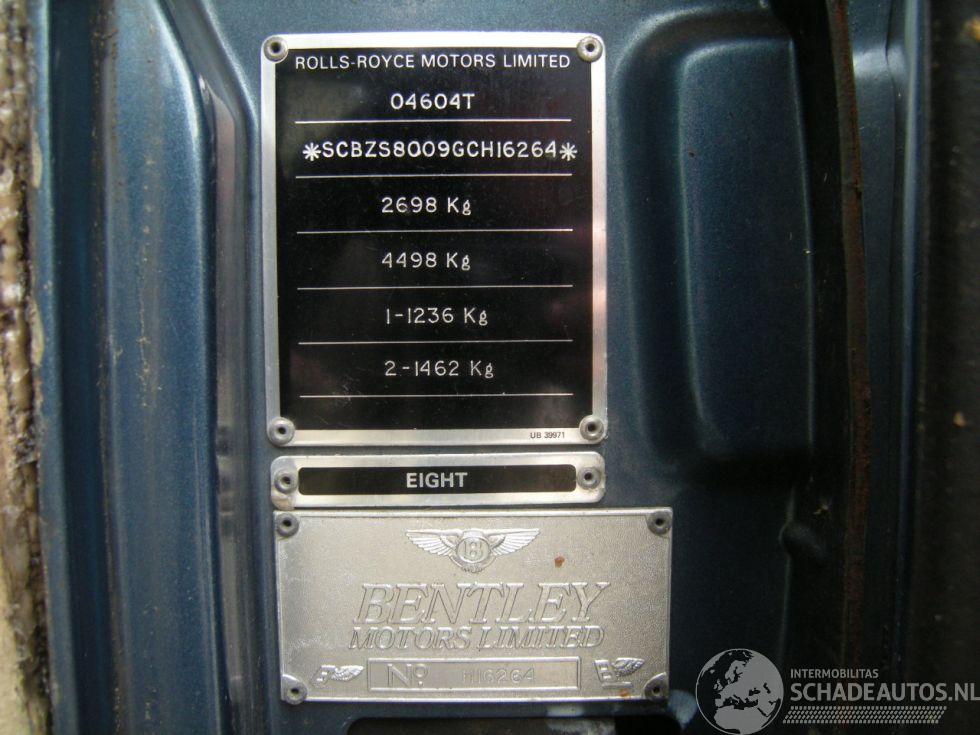 ROLLS-ROYCE MOTORS LIMITED
04604T
*SCBZS8009GCH16264*
2698 Kg
4498 Kg
1-1236 Kg
2-1462 Kg
UB 39971
EIGHT
B
BENTLEY
MOTORS LIMITED
No H16264
INTERMOBILITAS
SCHADEAUTOS.NL